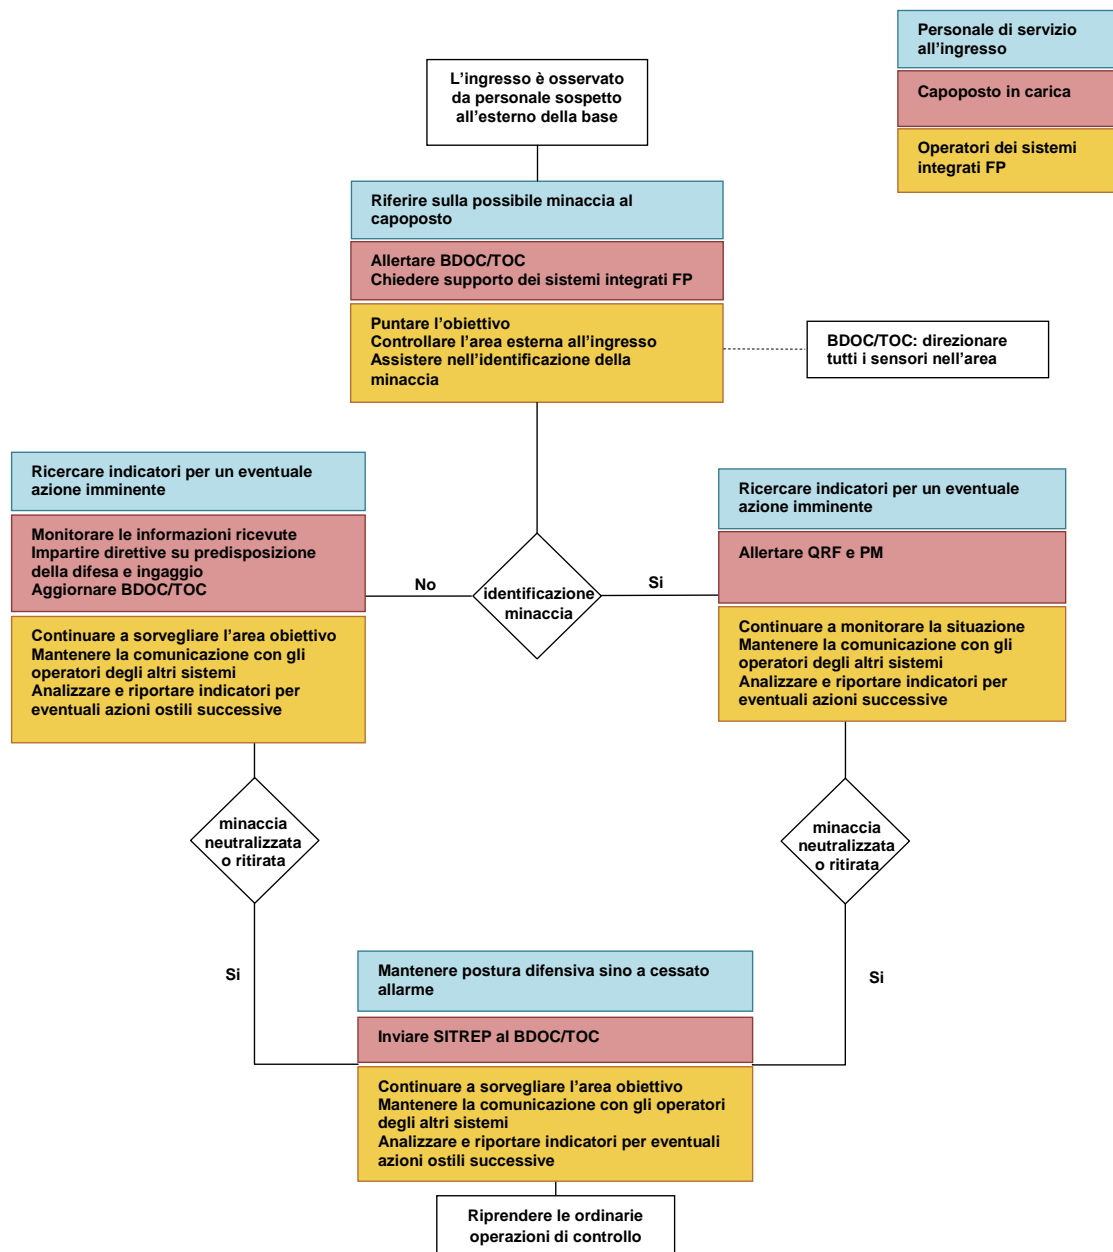 Personale di servizio
all'ingresso
Capoposto in carica
Operatori dei sistemi
integrati FP
L'ingresso è osservato
da personale sospetto
all'esterno della base
Riferire sulla possibile minaccia al
capoposto
Allertare BDOC/TOC
Chiedere supporto dei sistemi integrati FP
Puntare l'obiettivo
Controllare l'area esterna all'ingresso
Assistere nell'identificazione della
minaccia
BDOC/TOC: direzionare
tutti i sensori nell'area
Ricercare indicatori per un eventuale
azione imminente
Monitorare le informazioni ricevute
Impartire direttive su predisposizione
della difesa e ingaggio
Aggiornare BDOC/TOC
Continuare a sorvegliare l'area obiettivo
Mantenere la comunicazione con gli
operatori degli altri sistemi
Analizzare e riportare indicatori per
eventuali azioni ostili successive
No
identificazione
minaccia
Si
Ricercare indicatori per un eventuale
azione imminente
Allertare QRF e PM
Continuare a monitorare la situazione
Mantenere la comunicazione con gli
operatori degli altri sistemi
Analizzare e riportare indicatori per
eventuali azioni successive
minaccia
neutralizzata
o ritirata
minaccia
neutralizzata
o ritirata
Si
Si
Mantenere postura difensiva sino a cessato
allarme
Inviare SITREP al BDOC/TOC
Continuare a sorvegliare l'area obiettivo
Mantenere la comunicazione con gli operatori
degli altri sistemi
Analizzare e riportare indicatori per eventuali
azioni ostili successive
Riprendere le ordinarie
operazioni di controllo